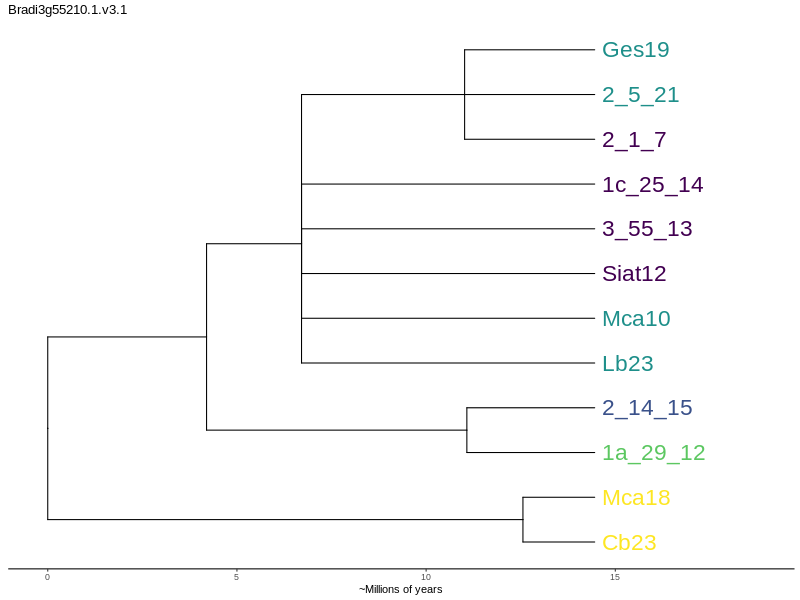 Bradi3g55210.1.v3.1
Ges19
2_5_21
2_1_7
1c_25_14
3_55_13
Siat12
Mca10
Lb23
2_14_15
1a_29_12
Mca18
Cb23
0 5 10 15
~Millions of years